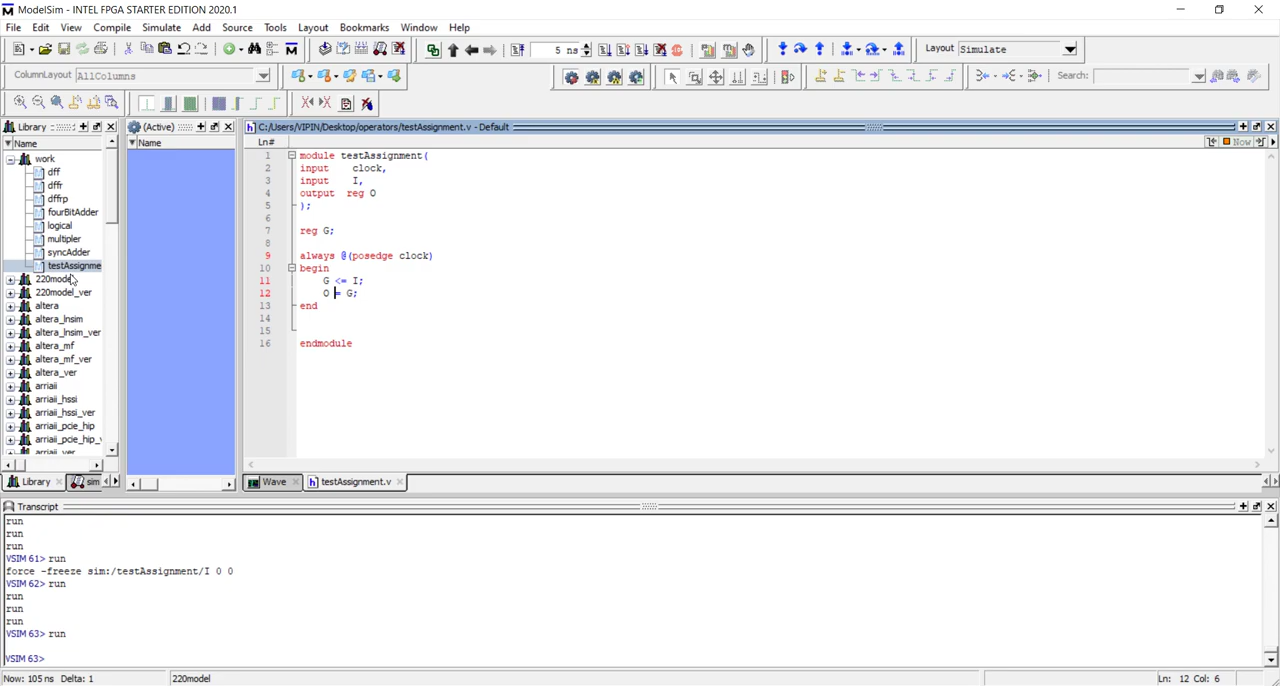 ModelSim - INTEL FPGA STARTER EDITION 2020.1
File Edit View Compile Simulate Add Source Tools Layout Bookmarks Window Help
5 ns
Layout Simulate
ColumnLayout AllColumns
Search:
Library
(Active)
C:/Users/VIPIN/Desktop/operators/testAssignment.v - Default
Name
Name
Ln#
Now
work
dff
dffr
dffrp
fourBitAdder
logical
multipler
syncAdder
testAssignme
220model
220model_ver
altera
altera_lnsim
altera_lnsim_ver
altera_mf
altera_mf_ver
altera_ver
arriaii
arriaii_hssi
arriaii_hssi_ver
arriaii_pcie_hip
arriaii_pcie_hip_v
arriaii_ver
1 module testAssignment(
2 input clock,
3 input I,
4 output reg O
5 );
6
7 reg G;
8
9 always @(posedge clock)
10 begin
11 G <= I;
12 O = G;
13 end
14
15
16 endmodule
Library
sim
Wave
testAssignment.v
Transcript
run
run
run
VSIM 61> run
force -freeze sim:/testAssignment/I 0 0
VSIM 62> run
run
run
run
VSIM 63> run
VSIM 63>
Now: 105 ns Delta: 1
220model
Ln: 12 Col: 6